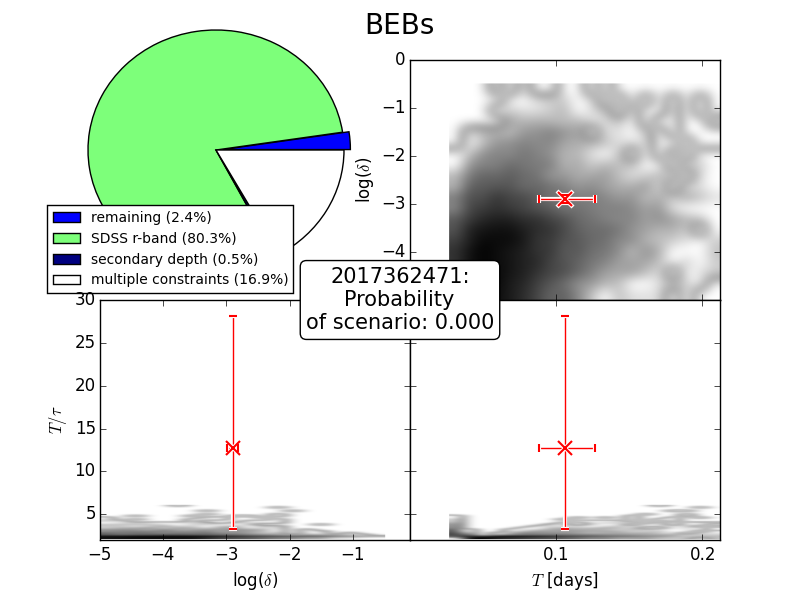 BEBs
remaining (2.4%)
SDSS r-band (80.3%)
secondary depth (0.5%)
multiple constraints (16.9%)
0
−1
−2
−3
−4
log(δ)
2017362471:
Probability
of scenario: 0.000
30
25
20
15
10
5
T/τ
−5 −4 −3 −2 −1
log(δ)
0.1 0.2
T [days]